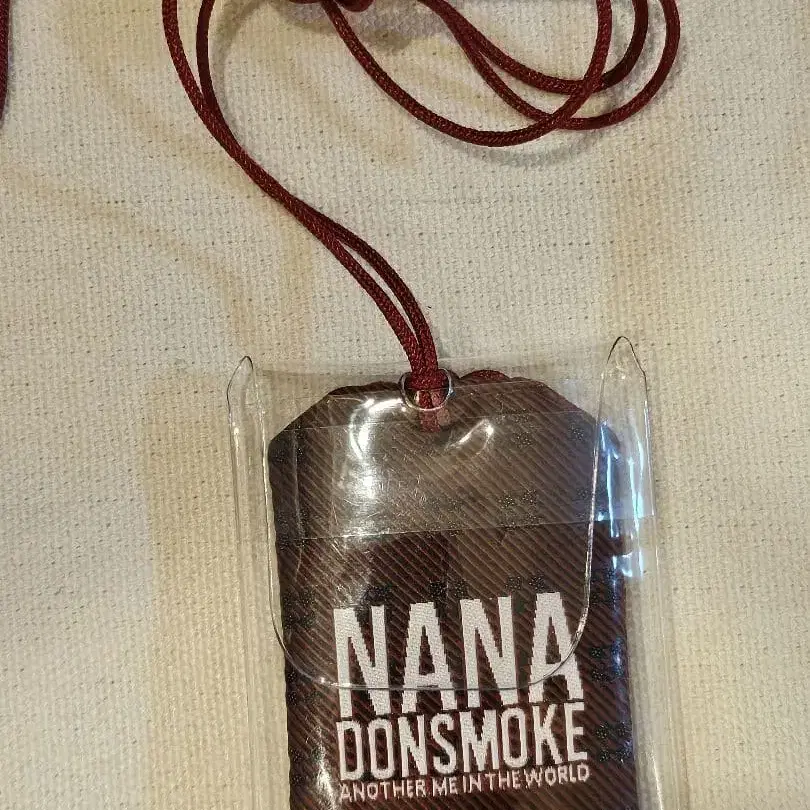 NANA
DONSMOKE
ANOTHER ME IN THE WORLD